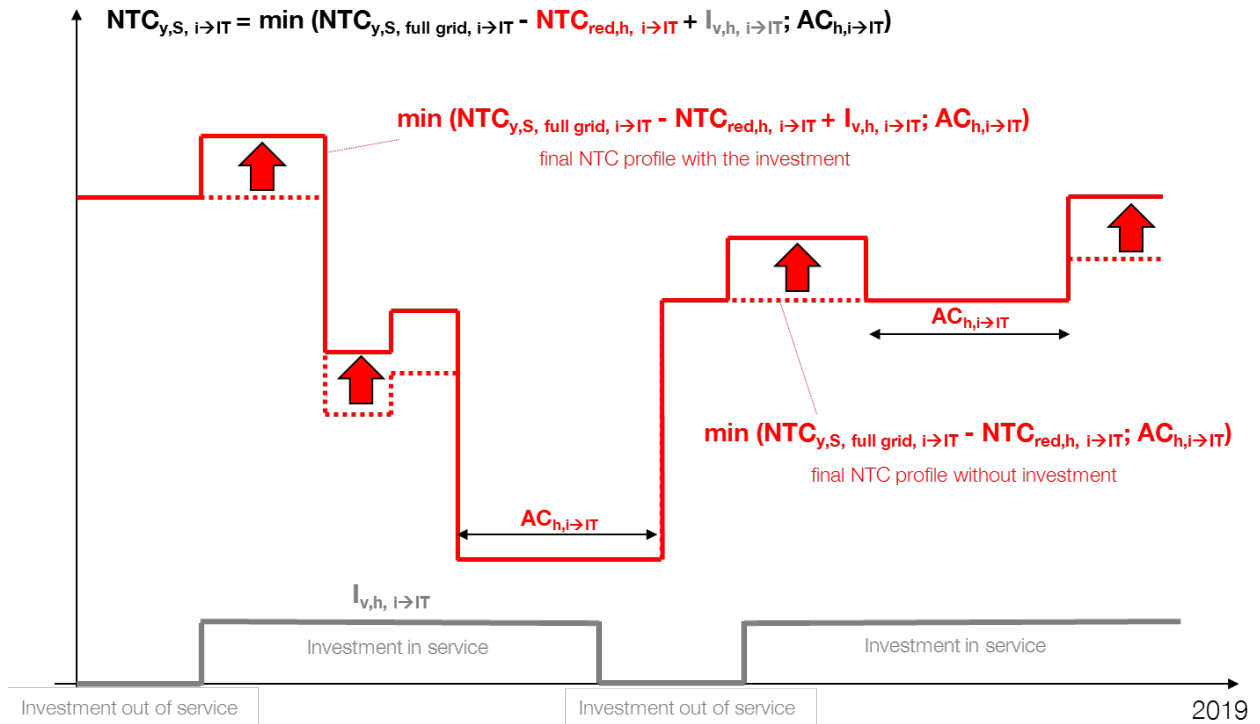 NTCy,S, i→IT = min (NTCy,S, full grid, i→IT - NTCred,h, i→IT + Iv,h, i→IT; ACh,i→IT)
min (NTCy,S, full grid, i→IT - NTCred,h, i→IT + Iv,h, i→IT; ACh,i→IT)
final NTC profile with the investment
ACh,i→IT
min (NTCy,S, full grid, i→IT - NTCred,h, i→IT; ACh,i→IT)
final NTC profile without investment
ACh,i→IT
Iv,h, i→IT
Investment in service
Investment in service
Investment out of service
Investment out of service
2019